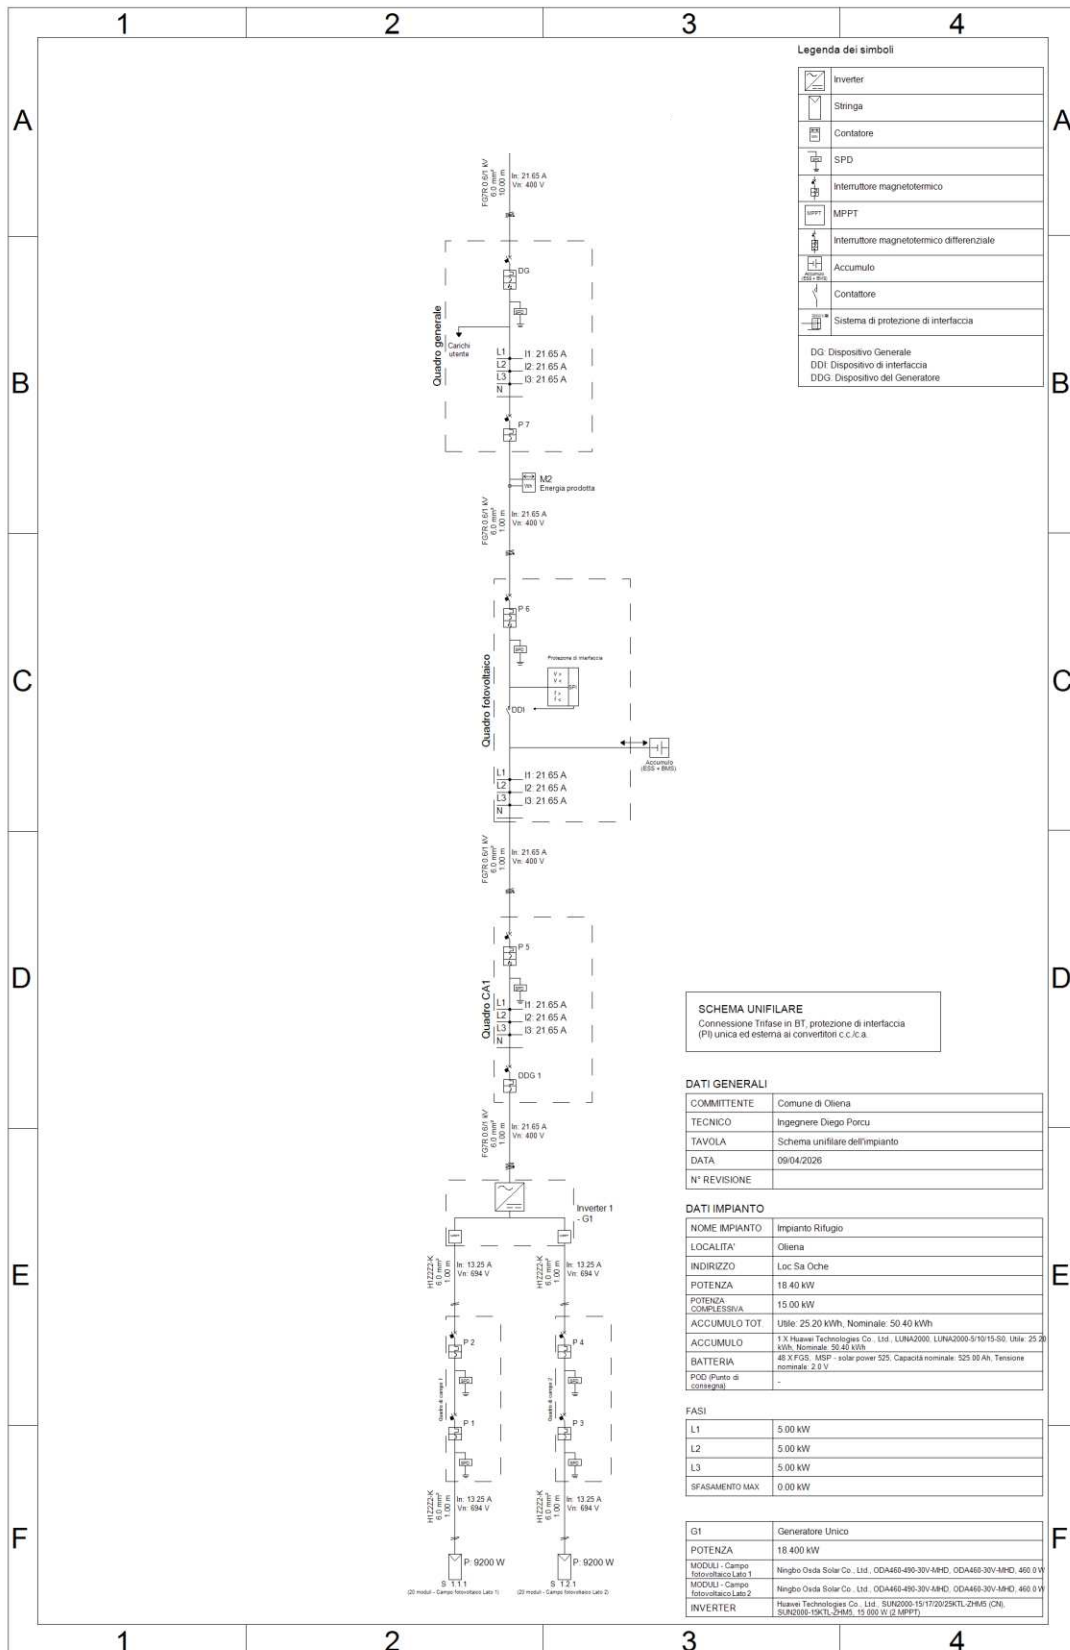 1 2 3 4
Legenda dei simboli
Inverter
Stringa
Contatore
SPD
Interruttore magnetotermico
MPPT
Interruttore magnetotermico differenziale
Accumulo
Contattore
Sistema di protezione di interfaccia
DG: Dispositivo Generale
DDI: Dispositivo di interfaccia
DDG: Dispositivo del Generatore
A A
FG7R 0.6/1 kV
6.0 mm²
10.00 m
In: 21.65 A
Vn: 400 V
B B
Quadro generale
DG
SPD
Carichi
utente
L1 I1: 21.65 A
L2 I2: 21.65 A
L3 I3: 21.65 A
N
P 7
M2
Energia prodotta
FG7R 0.6/1 kV
6.0 mm²
1.00 m
In: 21.65 A
Vn: 400 V
C C
Quadro fotovoltaico
P 6
SPD
Protezione di interfaccia
V >
V <
f >
f <
SPI
DDI
Accumulo
(ESS + BMS)
L1 I1: 21.65 A
L2 I2: 21.65 A
L3 I3: 21.65 A
N
FG7R 0.6/1 kV
6.0 mm²
1.00 m
In: 21.65 A
Vn: 400 V
D D
Quadro CA1
P 5
SPD
L1 I1: 21.65 A
L2 I2: 21.65 A
L3 I3: 21.65 A
N
DDG 1
FG7R 0.6/1 kV
6.0 mm²
1.00 m
In: 21.65 A
Vn: 400 V
Inverter 1
- G1
MPPT MPPT
E E
H1Z2Z2-K
6.0 mm²
1.00 m
In: 13.25 A
Vn: 694 V
H1Z2Z2-K
6.0 mm²
1.00 m
In: 13.25 A
Vn: 694 V
Quadro di campo 1
P 2
SPD
P 1
SPD
Quadro di campo 2
P 4
SPD
P 3
SPD
H1Z2Z2-K
6.0 mm²
1.00 m
In: 13.25 A
Vn: 694 V
H1Z2Z2-K
6.0 mm²
1.00 m
In: 13.25 A
Vn: 694 V
F F
P: 9200 W
S 1.1.1
(20 moduli - Campo fotovoltaico Lato 1)
P: 9200 W
S 1.2.1
(20 moduli - Campo fotovoltaico Lato 2)
SCHEMA UNIFILARE
Connessione Trifase in BT, protezione di interfaccia
(PI) unica ed esterna ai convertitori c.c./c.a.
DATI GENERALI
COMMITTENTE Comune di Oliena
TECNICO Ingegnere Diego Porcu
TAVOLA Schema unifilare dell'impianto
DATA 09/04/2026
N° REVISIONE
DATI IMPIANTO
NOME IMPIANTO Impianto Rifugio
LOCALITA' Oliena
INDIRIZZO Loc Sa Oche
POTENZA 18.40 kW
POTENZA COMPLESSIVA 15.00 kW
ACCUMULO TOT. Utile: 25.20 kWh, Nominale: 50.40 kWh
ACCUMULO 1 X Huawei Technologies Co., Ltd., LUNA2000, LUNA2000-5/10/15-S0, Utile: 25.20
kWh, Nominale: 50.40 kWh
BATTERIA 48 X FGS, .MSP - solar power 525, Capacità nominale: 525.00 Ah, Tensione
nominale: 2.0 V
POD (Punto di consegna) -
FASI
L1 5.00 kW
L2 5.00 kW
L3 5.00 kW
SFASAMENTO MAX 0.00 kW
G1 Generatore Unico
POTENZA 18.400 kW
MODULI - Campo fotovoltaico Lato 1 Ningbo Osda Solar Co., Ltd., ODA460-490-30V-MHD, ODA460-30V-MHD, 460.0 W
MODULI - Campo fotovoltaico Lato 2 Ningbo Osda Solar Co., Ltd., ODA460-490-30V-MHD, ODA460-30V-MHD, 460.0 W
INVERTER Huawei Technologies Co., Ltd., SUN2000-15/17/20/25KTL-ZHM5 (CN),
SUN2000-15KTL-ZHM5, 15 000 W (2 MPPT)
1 2 3 4